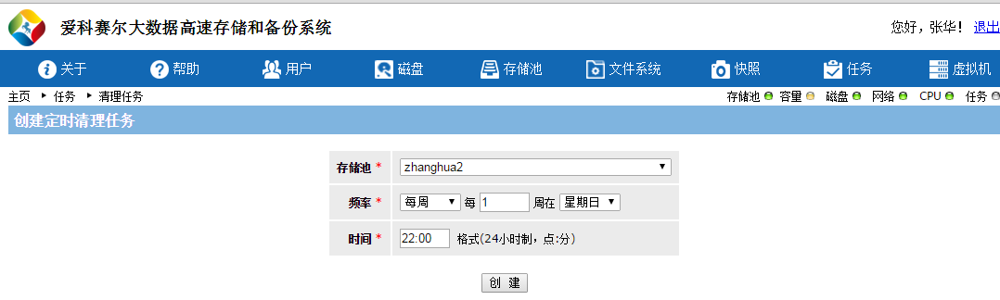 爱科赛尔大数据高速存储和备份系统
您好，张华！ 退出
关于 帮助 用户 磁盘 存储池 文件系统 快照 任务 虚拟机
主页 任务 清理任务 存储池 容量 磁盘 网络 CPU 任务
创建定时清理任务
存储池 * zhanghua2
频率 * 每周 每 1 周在 星期日
时间 * 22:00 格式(24小时制，点:分)
创 建